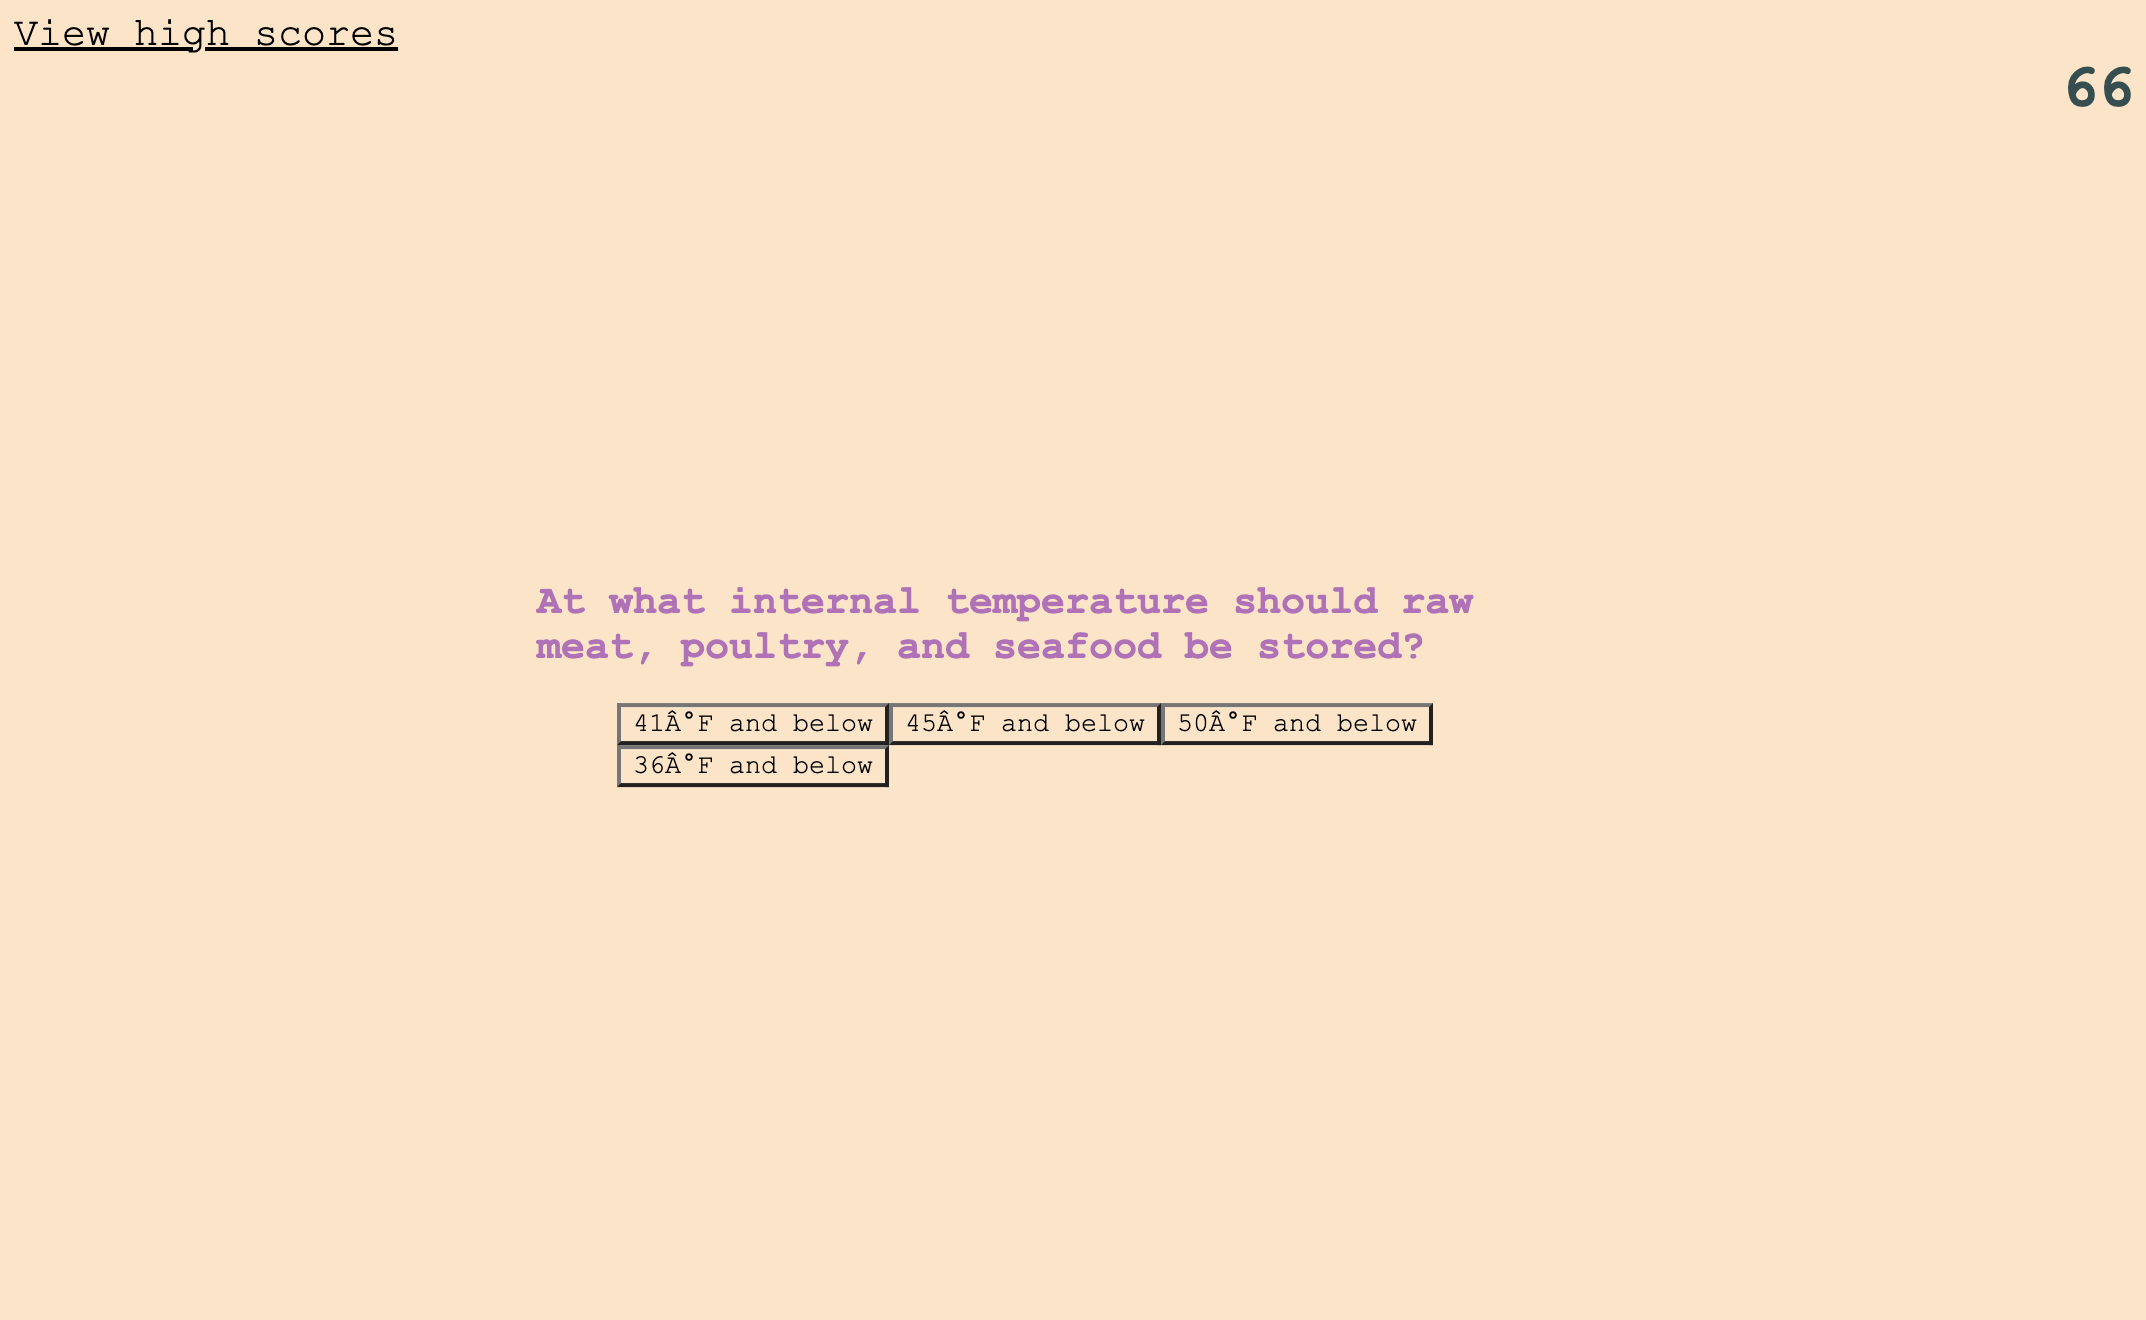 View high scores
66
At what internal temperature should raw
meat, poultry, and seafood be stored?
41Â°F and below 45Â°F and below 50Â°F and below
36Â°F and below